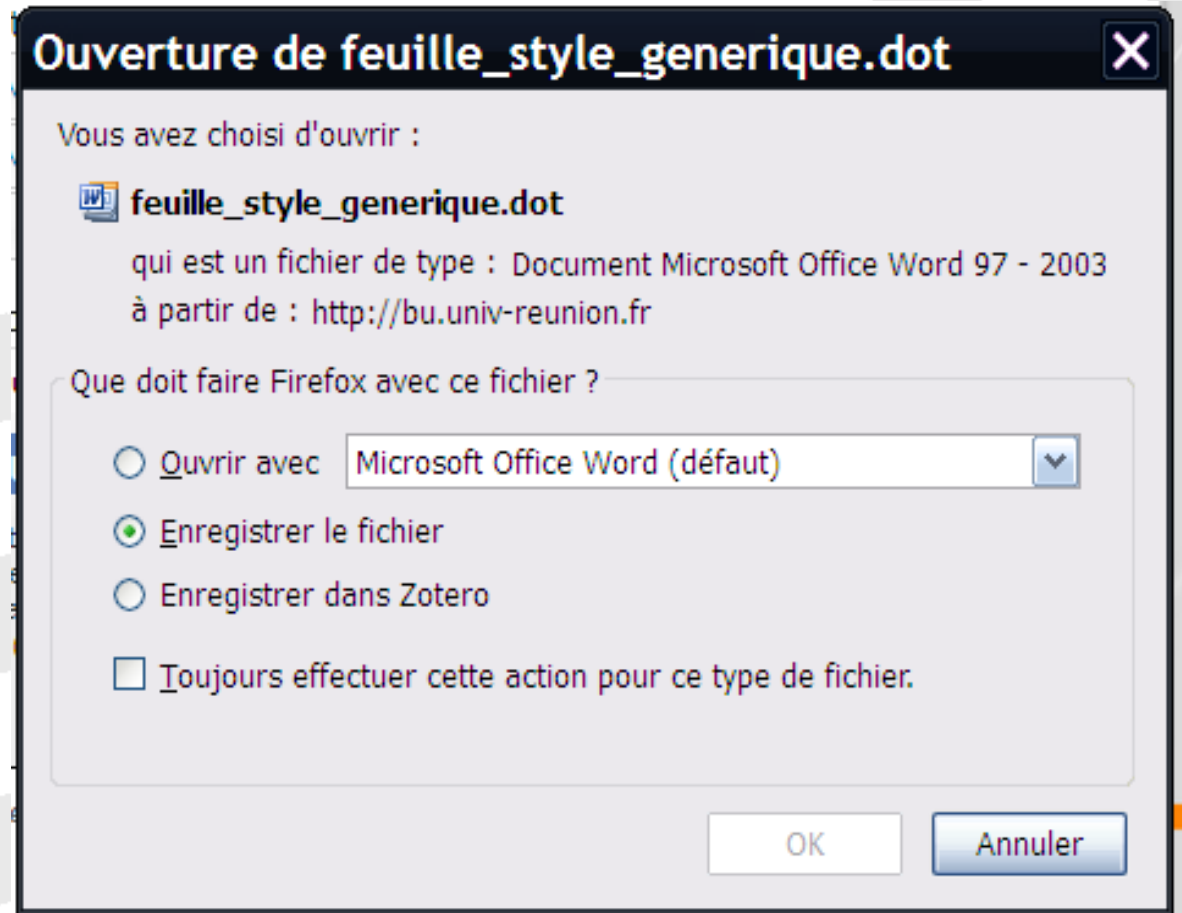 Ouverture de feuille_style_generique.dot
Vous avez choisi d'ouvrir :
feuille_style_generique.dot
qui est un fichier de type : Document Microsoft Office Word 97 - 2003
à partir de : http://bu.univ-reunion.fr
Que doit faire Firefox avec ce fichier ?
Ouvrir avec Microsoft Office Word (défaut)
Enregistrer le fichier
Enregistrer dans Zotero
Toujours effectuer cette action pour ce type de fichier.
OK Annuler